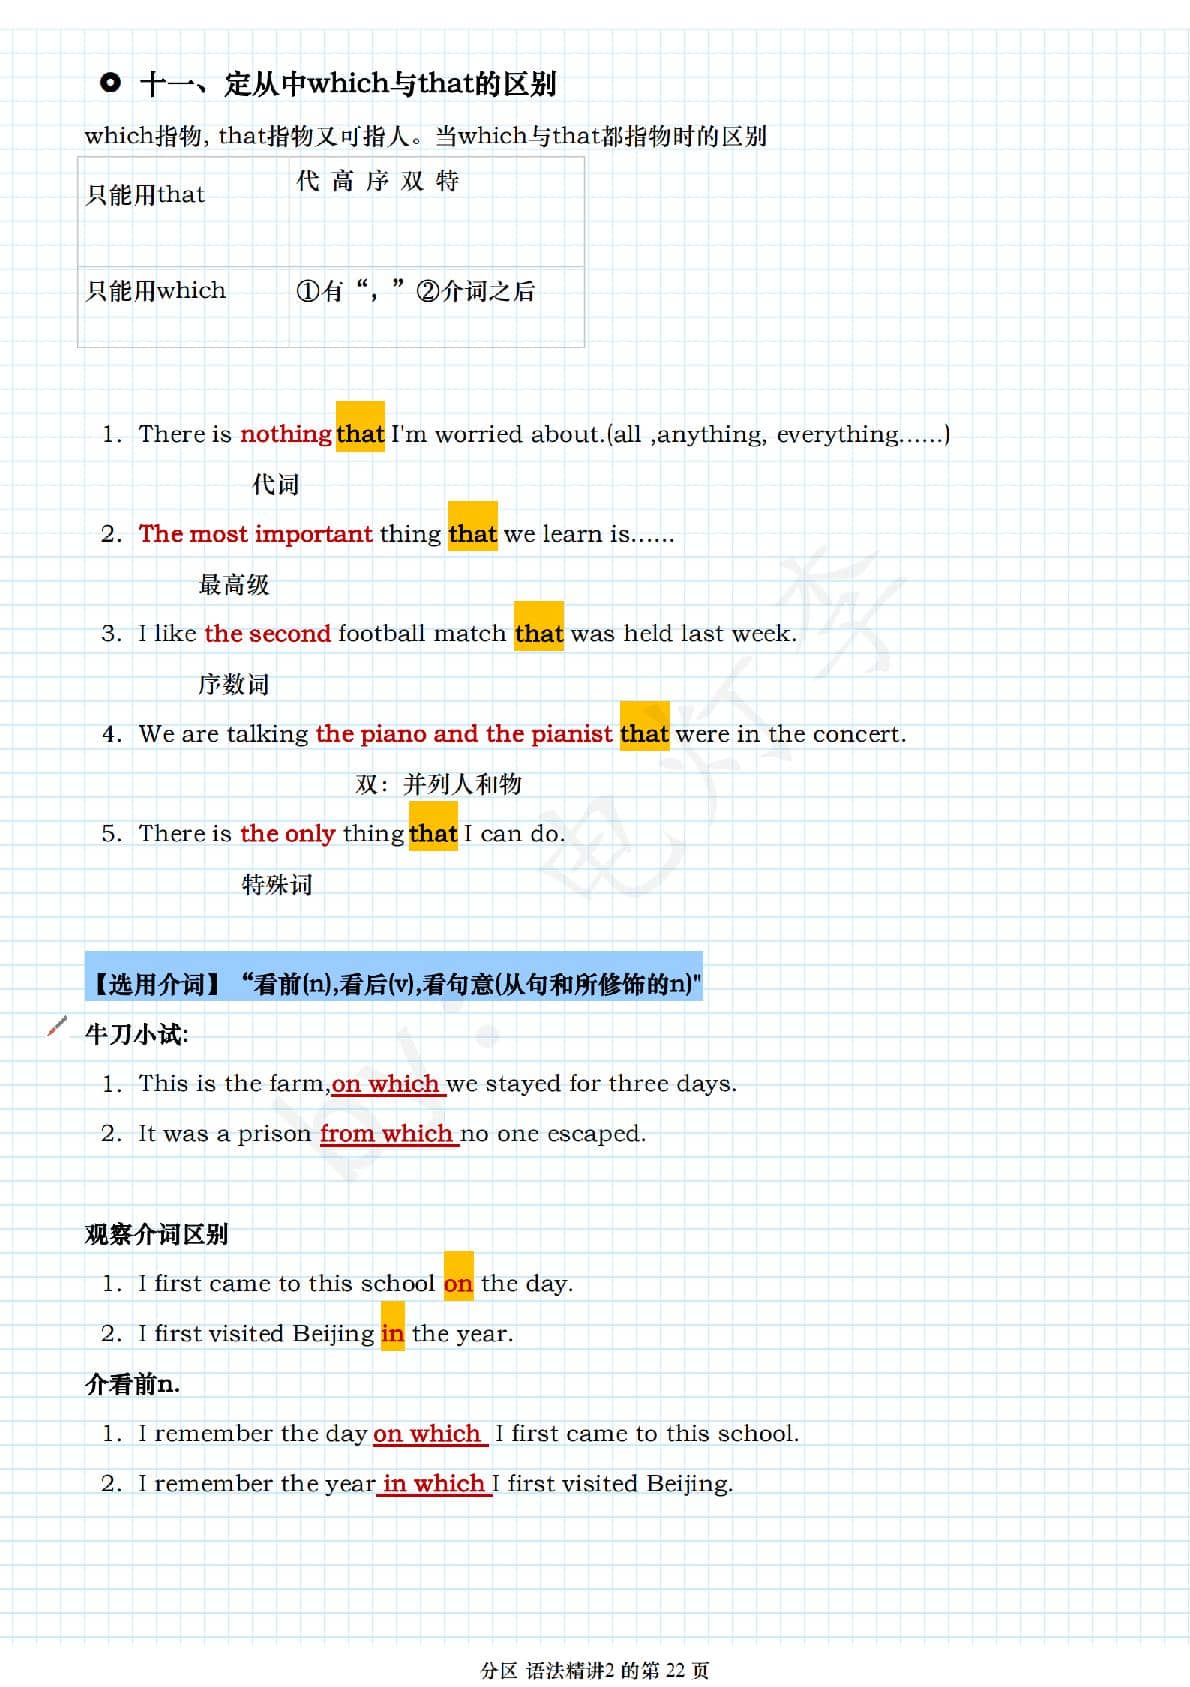 十一、定从中which与that的区别
which指物, that指物又可指人。当which与that都指物时的区别
只能用that 代 高 序 双 特
只能用which ①有“，”②介词之后
1. There is nothing that I'm worried about.(all ,anything, everything......)
代词
2. The most important thing that we learn is......
最高级
3. I like the second football match that was held last week.
序数词
4. We are talking the piano and the pianist that were in the concert.
双：并列人和物
5. There is the only thing that I can do.
特殊词
【选用介词】“看前(n),看后(v),看句意(从句和所修饰的n)"
牛刀小试:
1. This is the farm,on which we stayed for three days.
2. It was a prison from which no one escaped.
观察介词区别
1. I first came to this school on the day.
2. I first visited Beijing in the year.
介看前n.
1. I remember the day on which I first came to this school.
2. I remember the year in which I first visited Beijing.
by：电灯李
分区 语法精讲2 的第 22 页